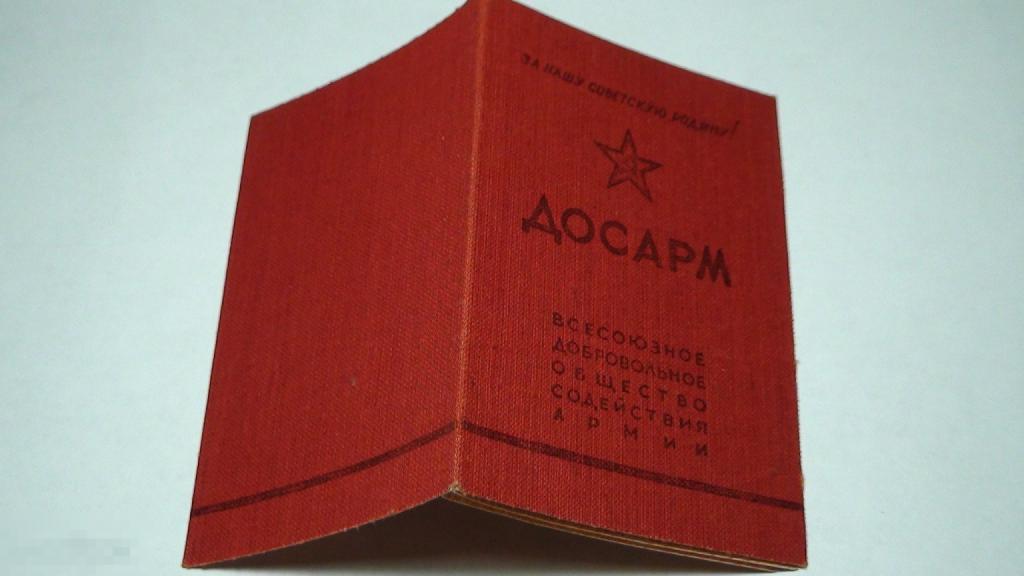 ЗА НАШУ СОВЕТСКУЮ РОДИНУ!
ДОСАРМ
ВСЕСОЮЗНОЕ
ДОБРОВОЛЬНОЕ
ОБЩЕСТВО
СОДЕЙСТВИЯ
АРМИИ